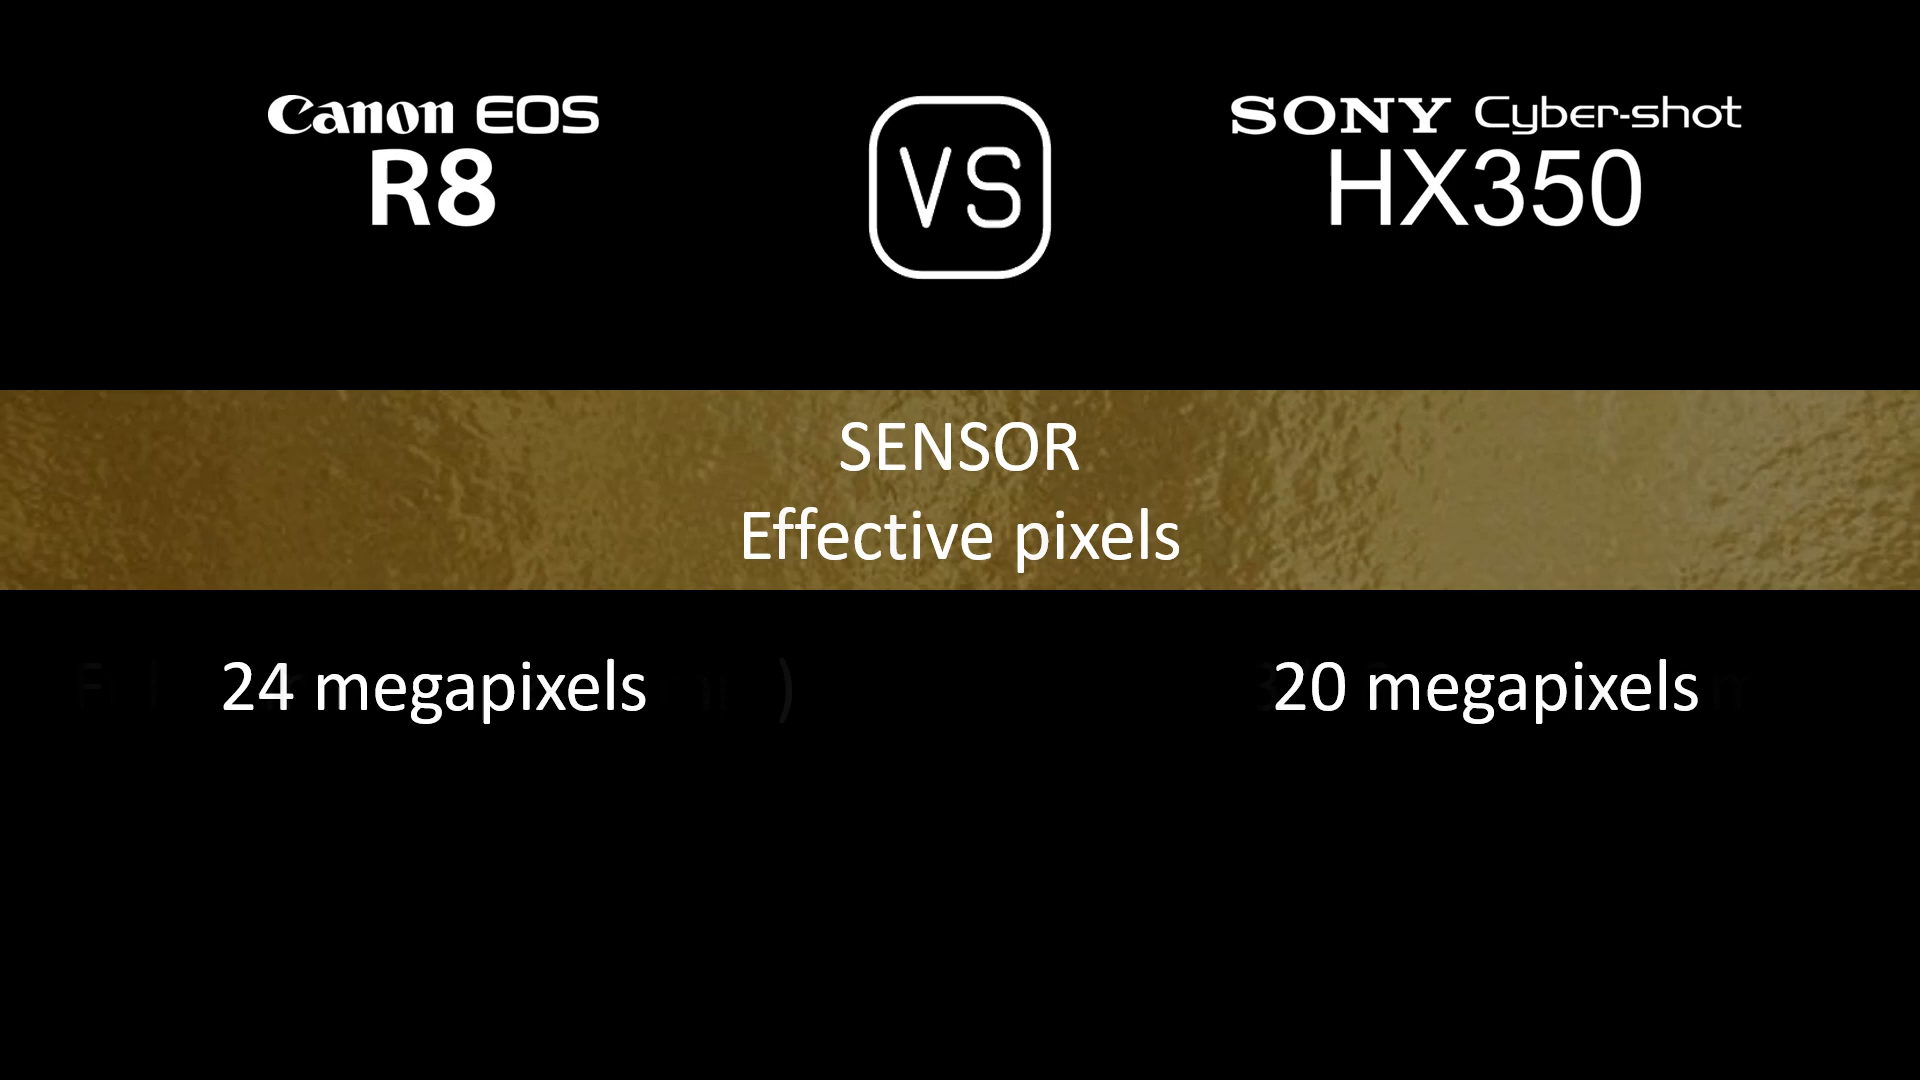 Canon EOS
R8
VS
SONY Cyber-shot
HX350
SENSOR
Effective pixels
24 megapixels
20 megapixels